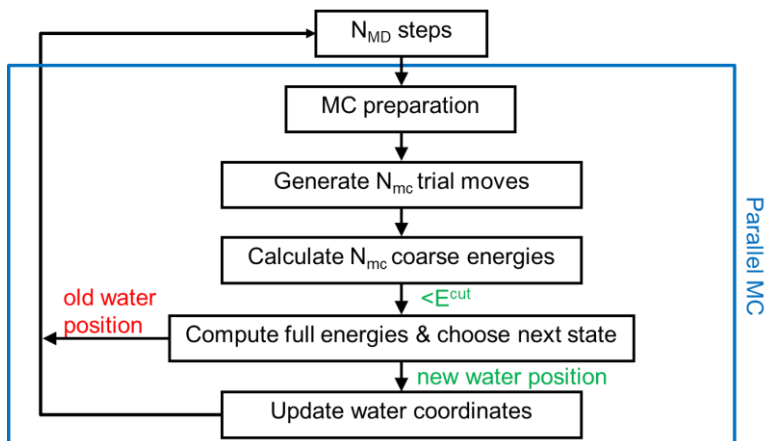 N_MD steps
MC preparation
Generate N_mc trial moves
Calculate N_mc coarse energies
<E^cut
old water
position
Compute full energies & choose next state
new water position
Update water coordinates
Parallel MC